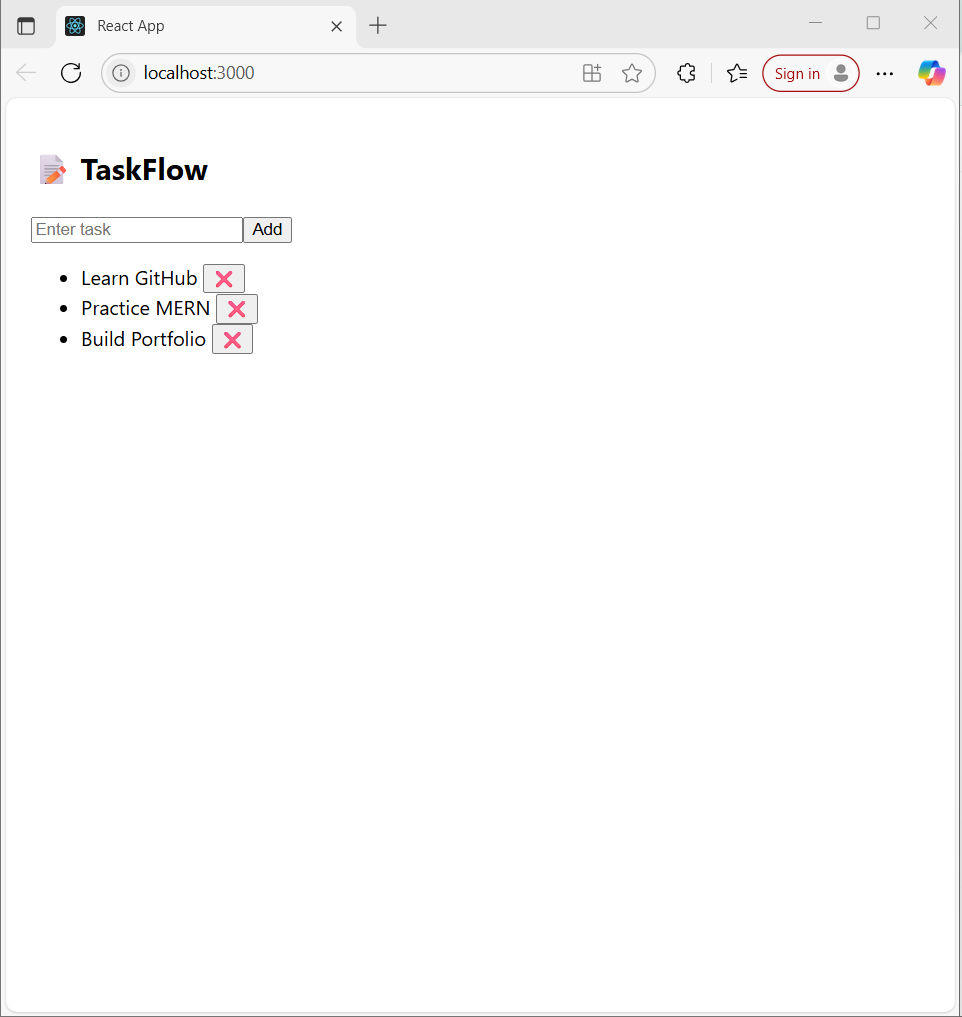 React App
localhost:3000
Sign in
TaskFlow
Enter task Add
Learn GitHub
Practice MERN
Build Portfolio